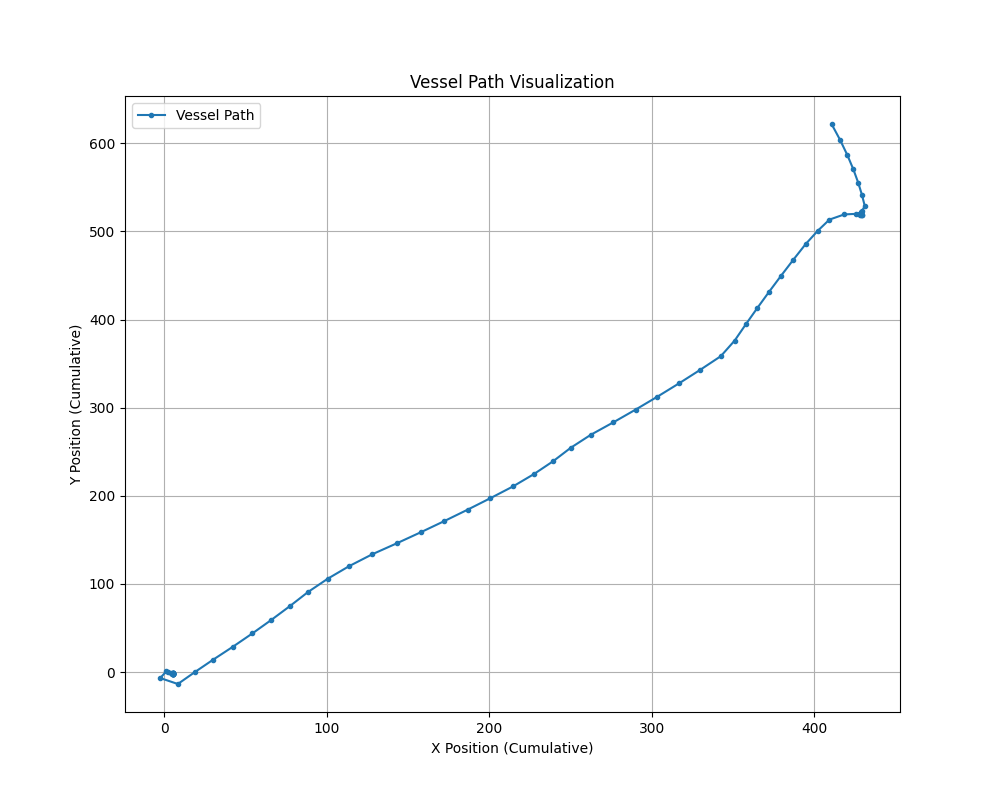 Vessel Path Visualization
Vessel Path
600
500
400
300
200
100
0
Y Position (Cumulative)
0 100 200 300 400
X Position (Cumulative)